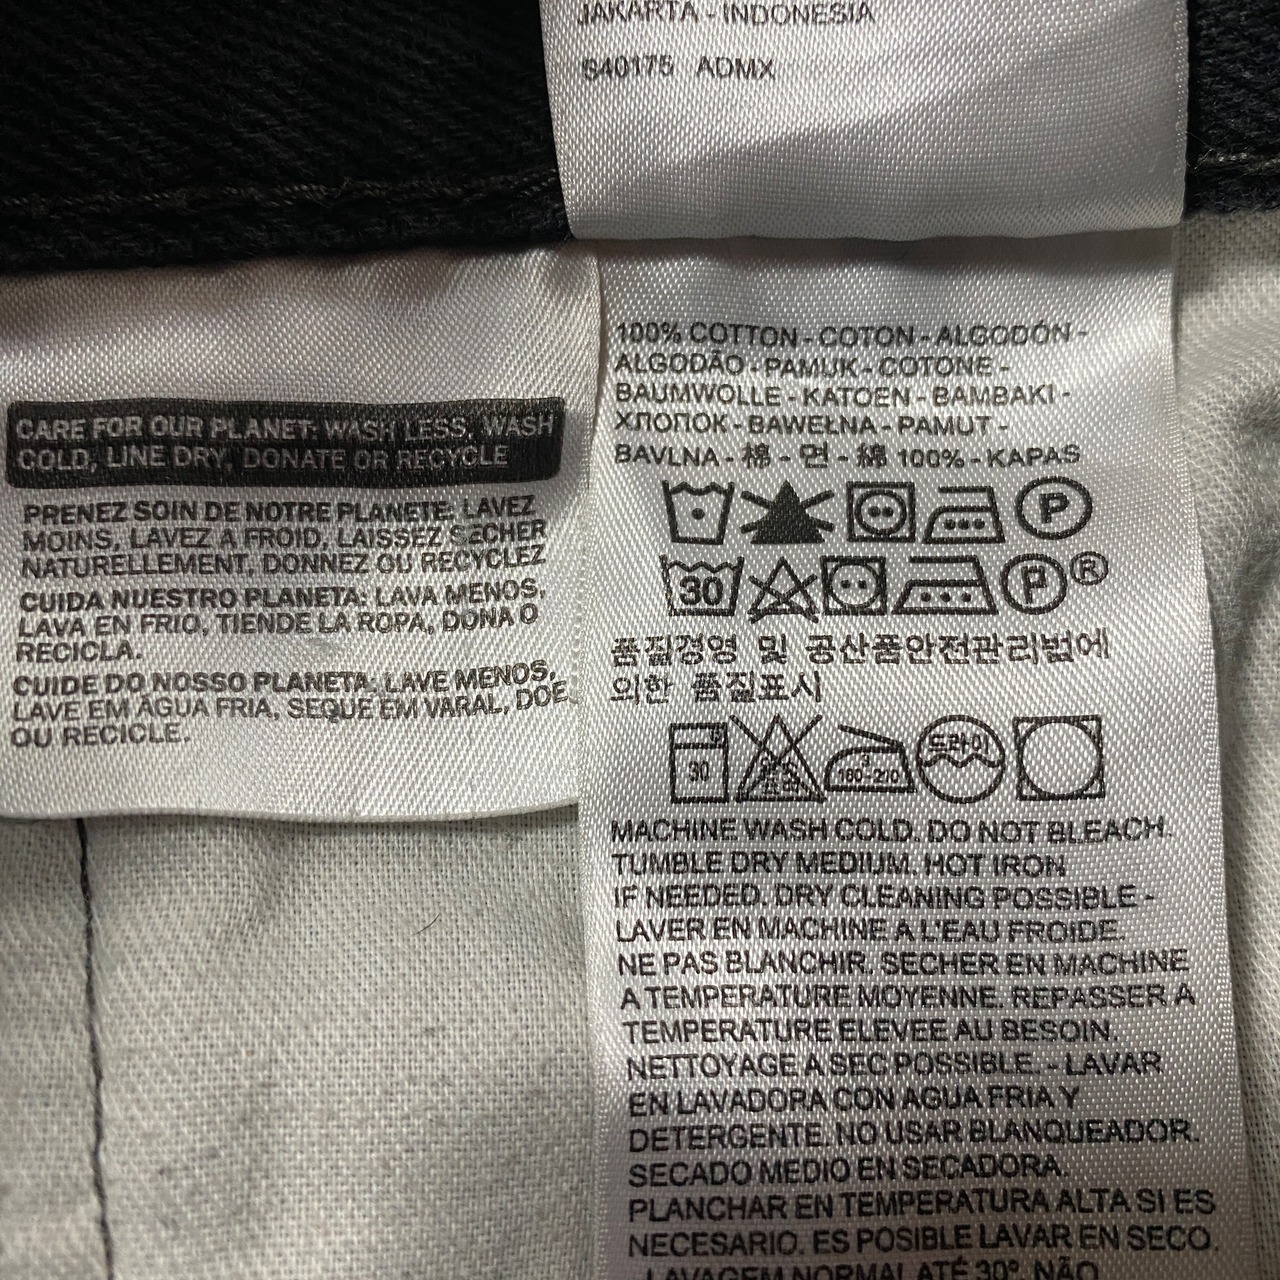 JAKARTA - INDONESIA
S40175 ADMX
CARE FOR OUR PLANET: WASH LESS, WASH
COLD, LINE DRY, DONATE OR RECYCLE
PRENEZ SOIN DE NOTRE PLANETE: LAVEZ
MOINS, LAVEZ A FROID, LAISSEZ SECHER
NATURELLEMENT, DONNEZ OU RECYCLEZ
CUIDA NUESTRO PLANETA: LAVA MENOS,
LAVA EN FRIO, TIENDE LA ROPA, DONA O
RECICLA.
CUIDE DO NOSSO PLANETA: LAVE MENOS,
LAVE EM ÁGUA FRIA, SEQUE EM VARAL, DOE
OU RECICLE.
100% COTTON - COTON - ALGODÓN -
ALGODÃO - PAMUK - COTONE -
BAUMWOLLE - KATOEN - BAMBAKI -
ХЛОПОК - BAWEŁNA - PAMUT -
BAVLNA - 棉 - 면 - 綿 100% - KAPAS
P
30 P®
품질경영 및 공산품안전관리법에
의한 품질표시
30 3 180-210 드라이
MACHINE WASH COLD. DO NOT BLEACH.
TUMBLE DRY MEDIUM. HOT IRON
IF NEEDED. DRY CLEANING POSSIBLE -
LAVER EN MACHINE A L'EAU FROIDE.
NE PAS BLANCHIR. SECHER EN MACHINE
A TEMPERATURE MOYENNE. REPASSER A
TEMPERATURE ELEVEE AU BESOIN.
NETTOYAGE A SEC POSSIBLE. - LAVAR
EN LAVADORA CON AGUA FRIA Y
DETERGENTE. NO USAR BLANQUEADOR.
SECADO MEDIO EN SECADORA.
PLANCHAR EN TEMPERATURA ALTA SI ES
NECESARIO. ES POSIBLE LAVAR EN SECO.
LAVAGEM NORMAL ATÉ 30°. NÃO